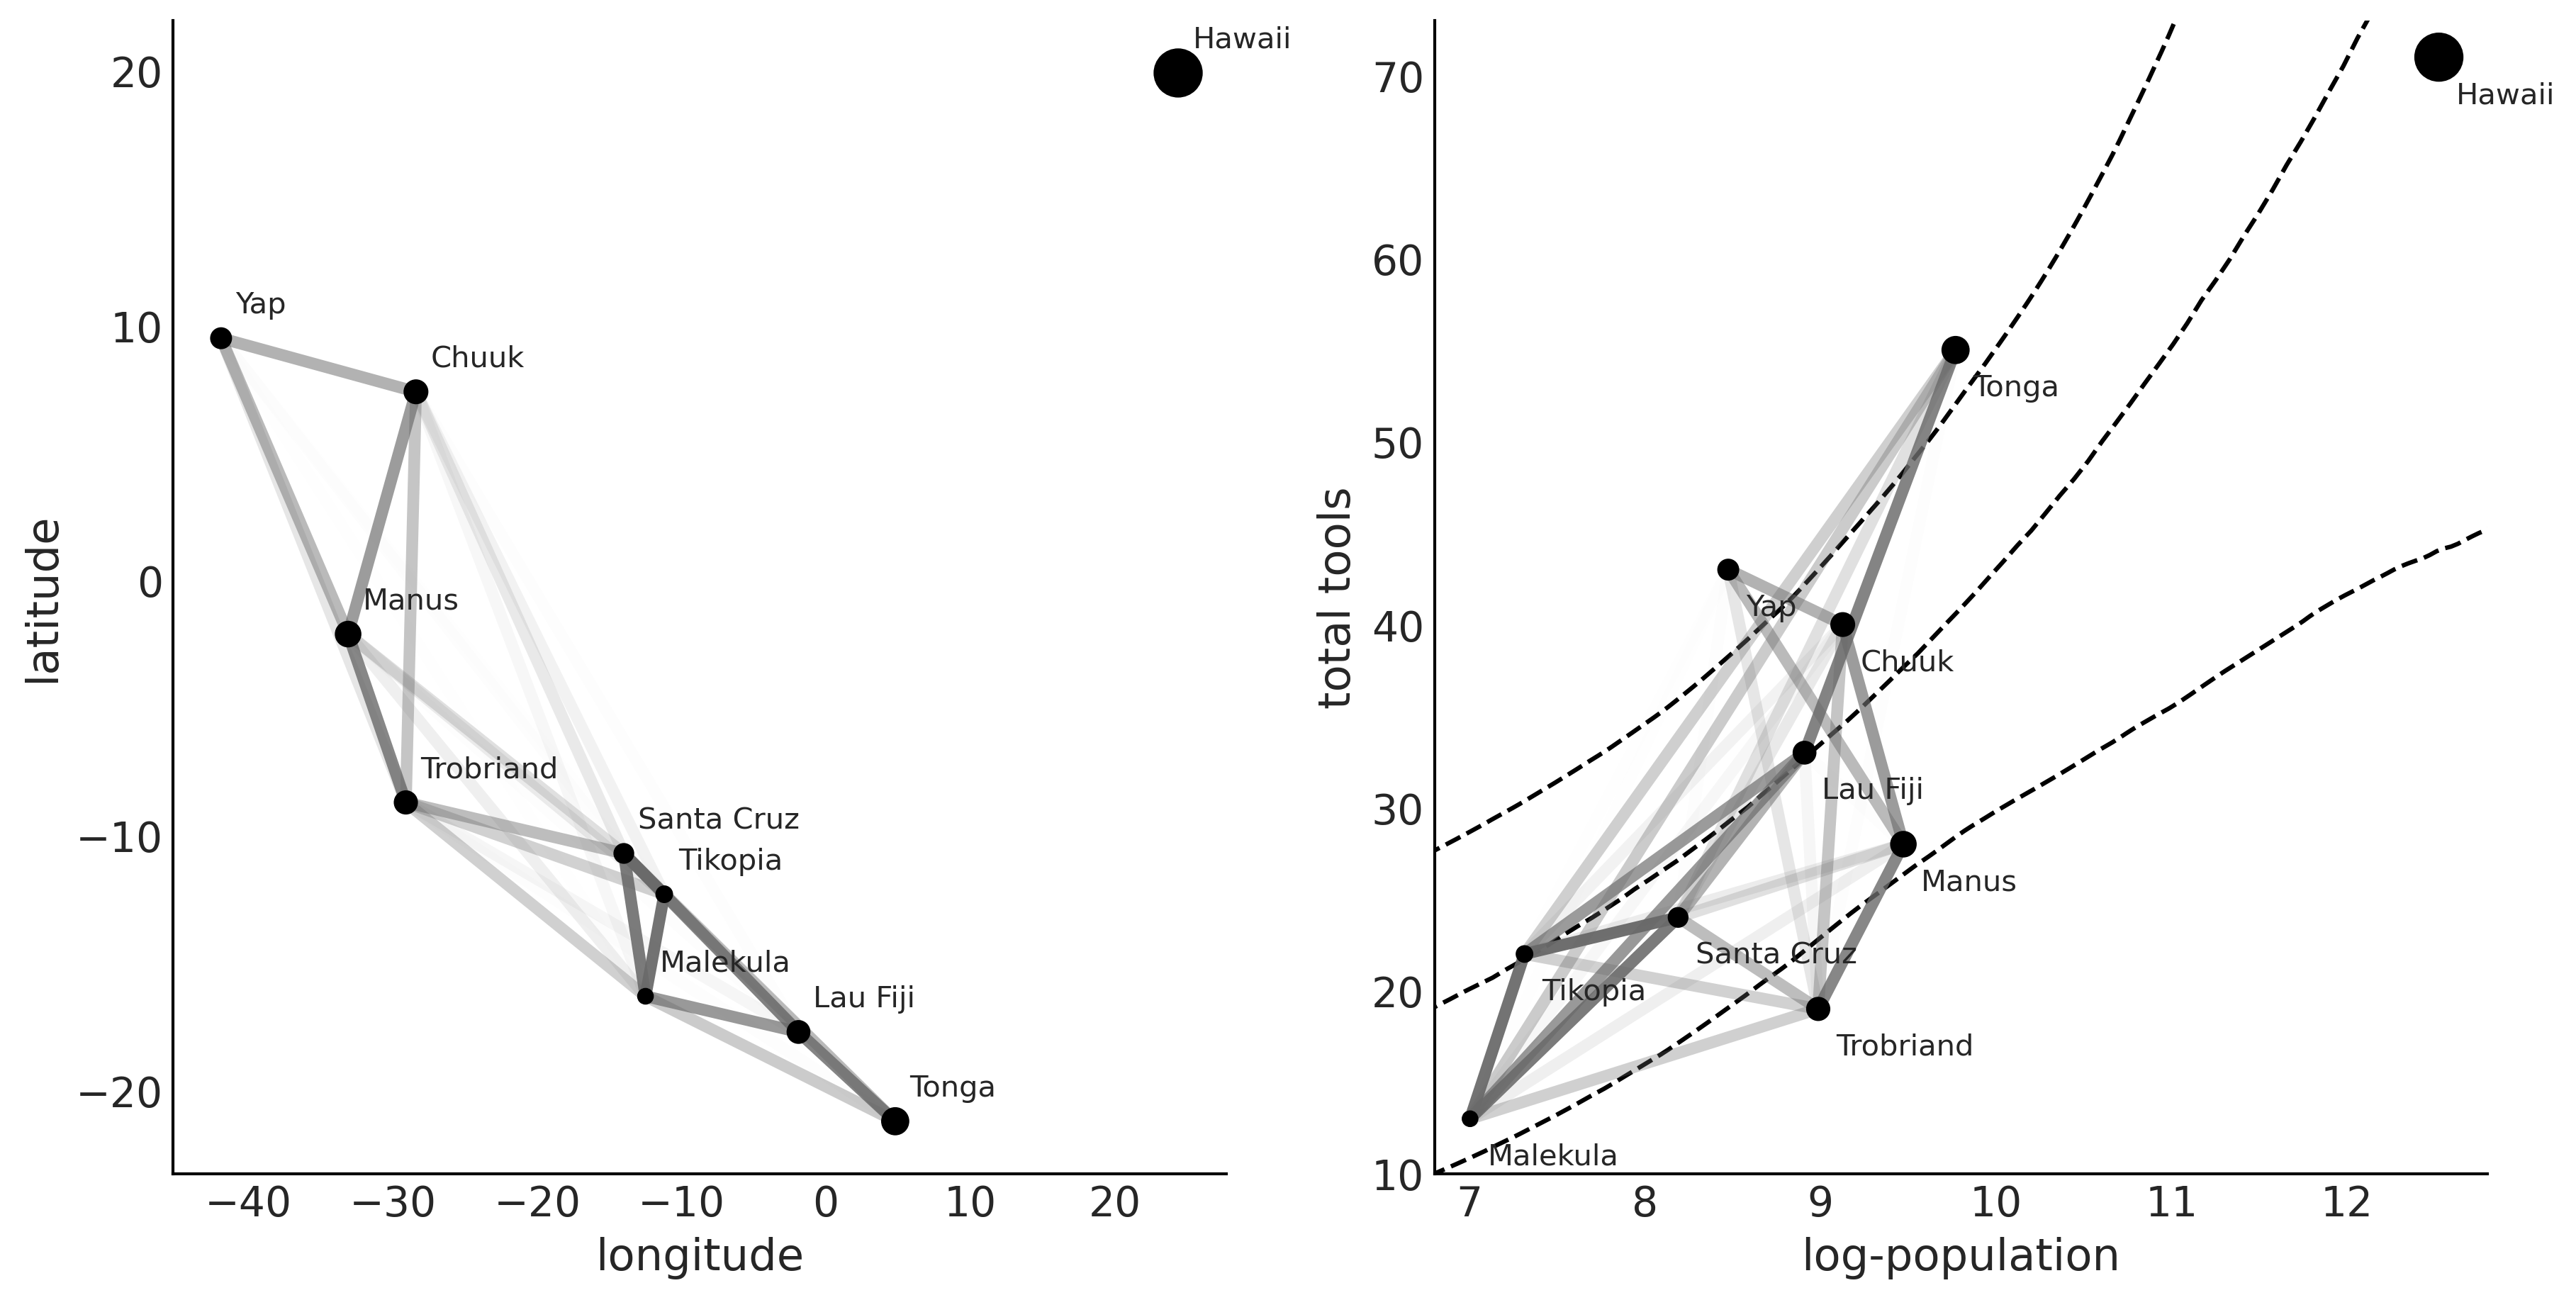 Hawaii
20
Yap
10
Chuuk
0
Manus
Trobriand
Santa Cruz
−10
Tikopia
Malekula
Lau Fiji
Tonga
−20
latitude
−40 −30 −20 −10 0 10 20
longitude
70
Hawaii
60
Tonga
50
Yap
40
Chuuk
Lau Fiji
30
Manus
Santa Cruz
20
Tikopia
Trobriand
Malekula
10
total tools
7 8 9 10 11 12
log-population